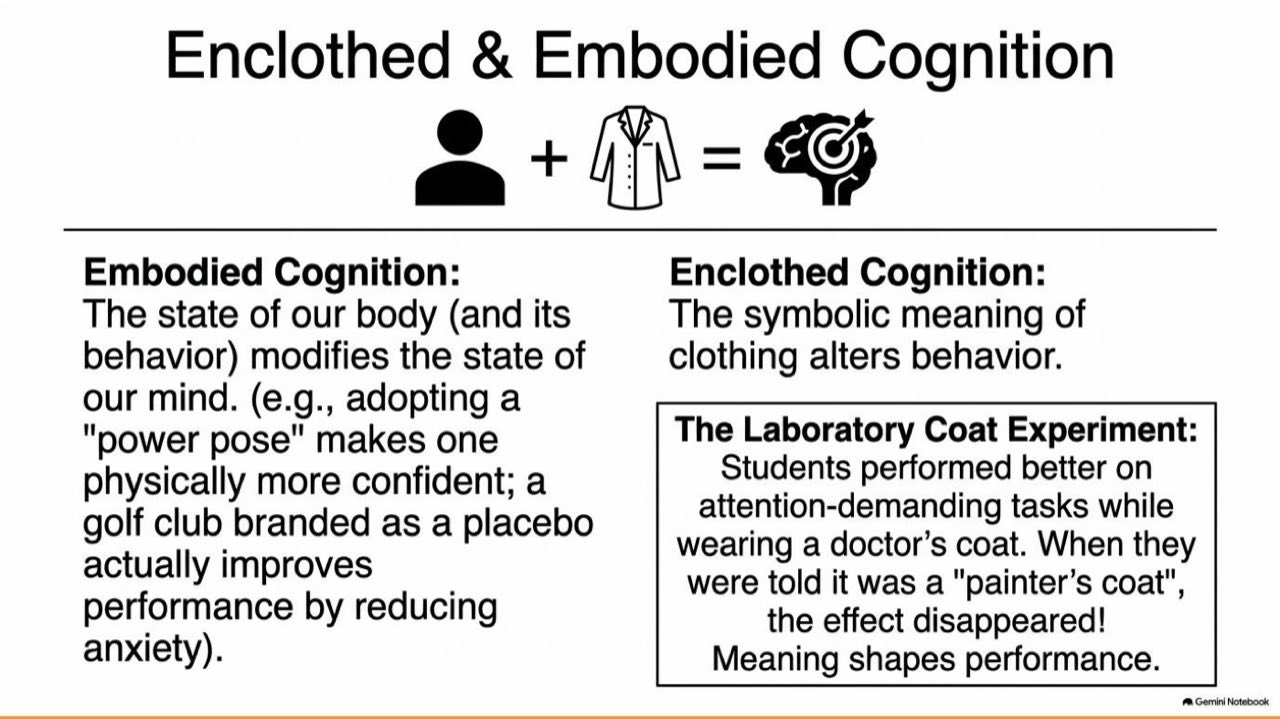 Enclothed & Embodied Cognition
+ =
Embodied Cognition:
The state of our body (and its
behavior) modifies the state of
our mind. (e.g., adopting a
"power pose" makes one
physically more confident; a
golf club branded as a placebo
actually improves
performance by reducing
anxiety).
Enclothed Cognition:
The symbolic meaning of
clothing alters behavior.
The Laboratory Coat Experiment:
Students performed better on
attention-demanding tasks while
wearing a doctor’s coat. When they
were told it was a "painter’s coat",
the effect disappeared!
Meaning shapes performance.
Gemini Notebook